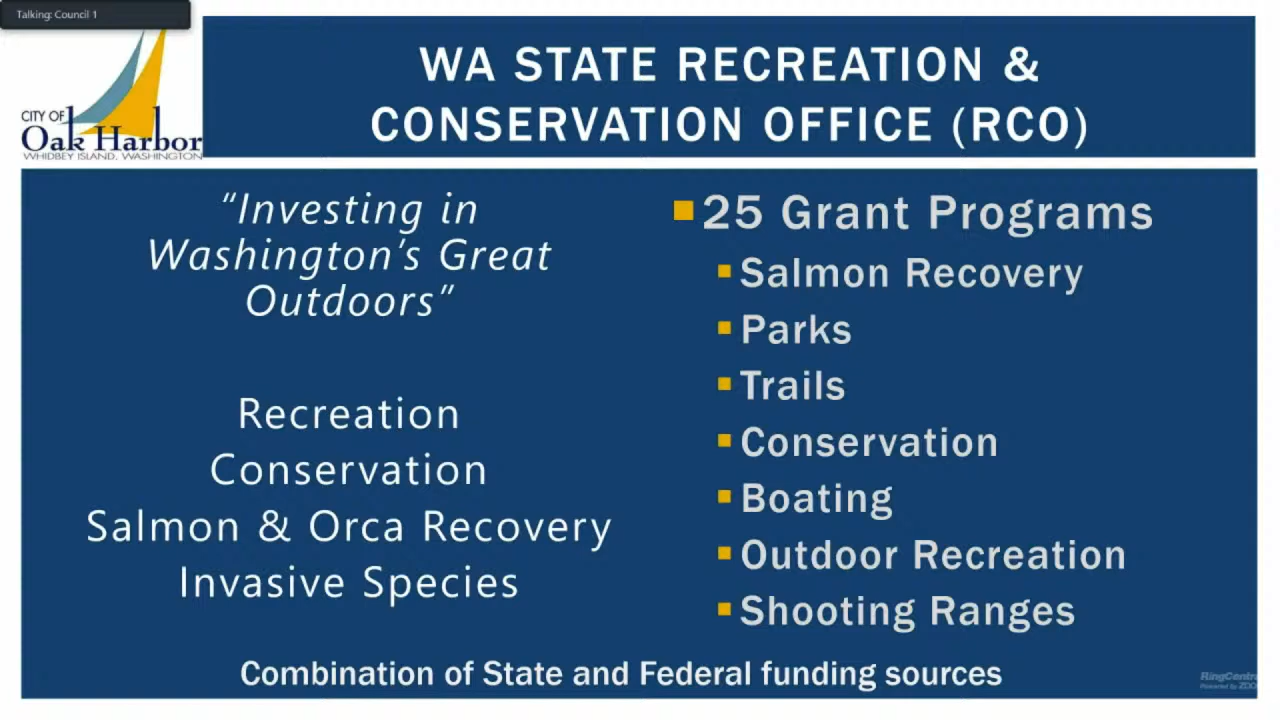 Talking: Council 1
CITY OF
Oak Harbor
WHIDBEY ISLAND, WASHINGTON
WA STATE RECREATION &
CONSERVATION OFFICE (RCO)
“Investing in
Washington’s Great
Outdoors”
Recreation
Conservation
Salmon & Orca Recovery
Invasive Species
25 Grant Programs
Salmon Recovery
Parks
Trails
Conservation
Boating
Outdoor Recreation
Shooting Ranges
Combination of State and Federal funding sources
Powered by